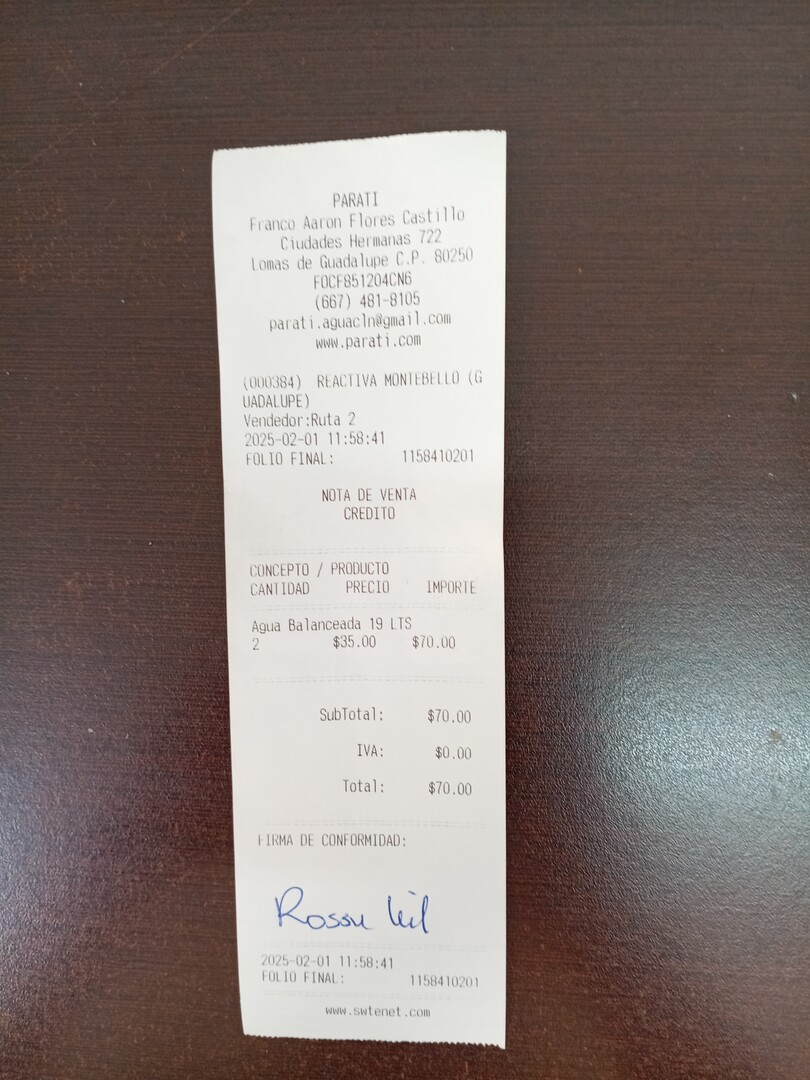 PARATI
Franco Aaron Flores Castillo
Ciudades Hermanas 722
Lomas de Guadalupe C.P. 80250
FOCF851204CN6
(667) 481-8105
parati.aguacln@gmail.com
www.parati.com
(000384) REACTIVA MONTEBELLO (G
UADALUPE)
Vendedor:Ruta 2
2025-02-01 11:58:41
FOLIO FINAL: 1158410201
NOTA DE VENTA
CREDITO
CONCEPTO / PRODUCTO
CANTIDAD PRECIO IMPORTE
Agua Balanceada 19 LTS
2 $35.00 $70.00
SubTotal: $70.00
IVA: $0.00
Total: $70.00
FIRMA DE CONFORMIDAD:
2025-02-01 11:58:41
FOLIO FINAL: 1158410201
www.swtenet.com